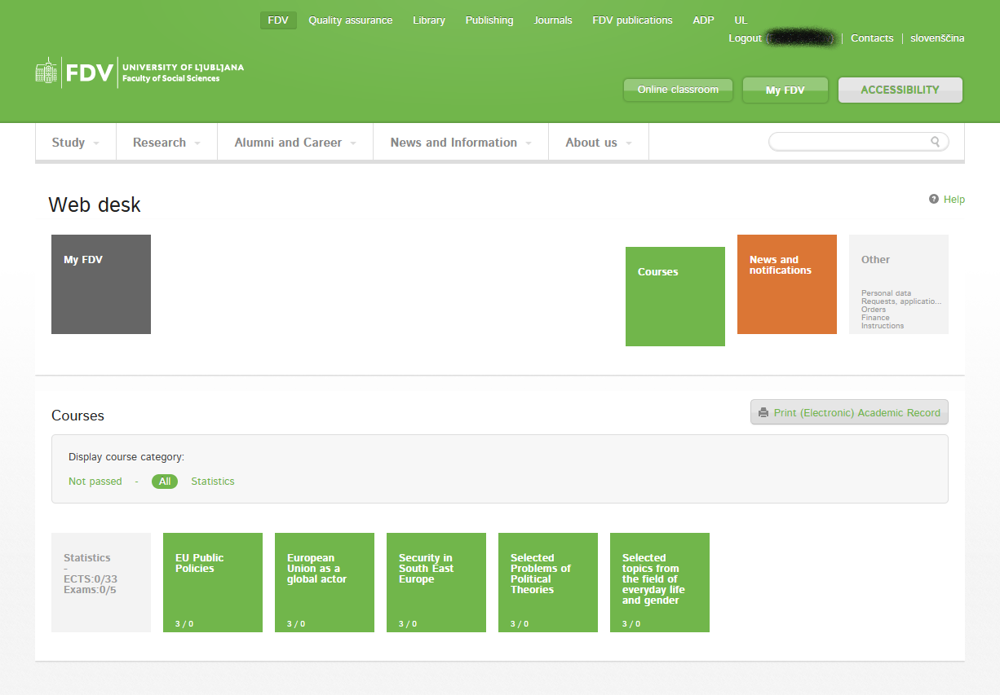 FDV Quality assurance Library Publishing Journals FDV publications ADP UL
Logout | Contacts | slovenščina
FDV UNIVERSITY OF LJUBLJANA
Faculty of Social Sciences
Online classroom My FDV ACCESSIBILITY
Study Research Alumni and Career News and Information About us
Web desk
Help
My FDV
Courses
News and
notifications
Other
Personal data
Requests, applicatio...
Orders
Finance
Instructions
Courses
Print (Electronic) Academic Record
Display course category:
Not passed - All Statistics
Statistics
-
ECTS:0/33
Exams:0/5
EU Public
Policies
3 / 0
European
Union as a
global actor
3 / 0
Security in
South East
Europe
3 / 0
Selected
Problems of
Political
Theories
3 / 0
Selected
topics from
the field of
everyday life
and gender
3 / 0